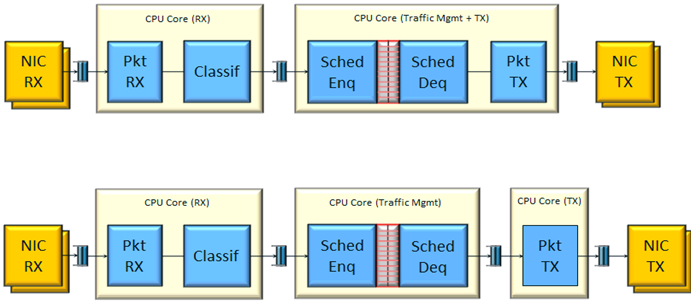 CPU Core (RX)
CPU Core (Traffic Mgmt + TX)
NIC
RX
Pkt
RX
Classif
Sched
Enq
Sched
Deq
Pkt
TX
NIC
TX
CPU Core (RX)
CPU Core (Traffic Mgmt)
CPU Core (TX)
NIC
RX
Pkt
RX
Classif
Sched
Enq
Sched
Deq
Pkt
TX
NIC
TX